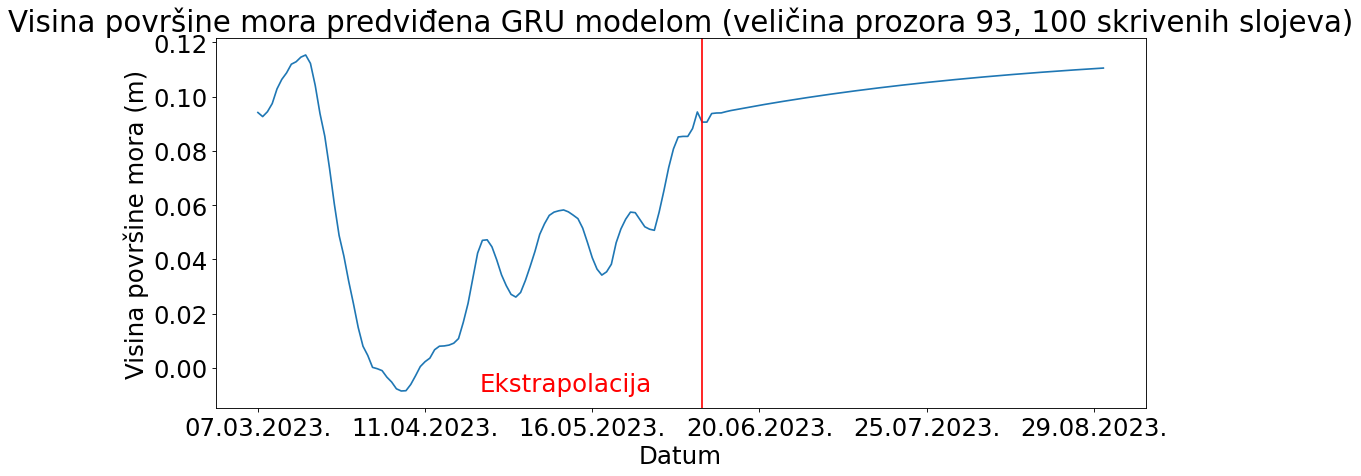 Visina površine mora predviđena GRU modelom (veličina prozora 93, 100 skrivenih slojeva)
Visina površine mora (m)
0.12
0.10
0.08
0.06
0.04
0.02
0.00
Ekstrapolacija
07.03.2023. 11.04.2023. 16.05.2023. 20.06.2023. 25.07.2023. 29.08.2023.
Datum